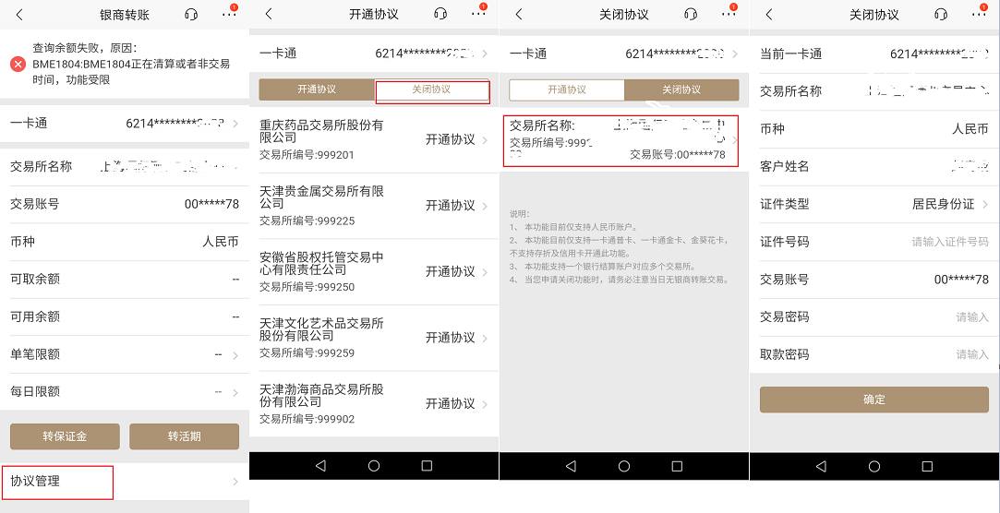 银商转账
1
查询余额失败，原因：
BME1804:BME1804正在清算或者非交易
时间，功能受限
一卡通
6214********
交易所名称
交易账号
00*****78
币种
人民币
可取余额
--
可用余额
--
单笔限额
--
每日限额
--
转保证金
转活期
协议管理
开通协议
1
一卡通
6214********
开通协议
关闭协议
重庆药品交易所股份有
限公司
交易所编号:999201
开通协议
天津贵金属交易所有限
公司
交易所编号:999225
开通协议
安徽省股权托管交易中
心有限责任公司
交易所编号:999250
开通协议
天津文化艺术品交易所
股份有限公司
交易所编号:999259
开通协议
天津渤海商品交易所股
份有限公司
交易所编号:999902
开通协议
关闭协议
1
一卡通
6214********
开通协议
关闭协议
交易所名称:
交易所编号:999
交易账号:00*****78
说明：
1、 本功能目前仅支持人民币账户。
2、 本功能目前仅支持一卡通普卡、一卡通金卡、金葵花卡，
不支持存折及信用卡开通此功能。
3、 本功能支持一个银行结算账户对应多个交易所。
4、 当您申请关闭功能时，请务必注意当日无银商转账交易。
关闭协议
1
当前一卡通
6214********
交易所名称
币种
人民币
客户姓名
证件类型
居民身份证
证件号码
请输入证件号码
交易账号
00*****78
交易密码
请输入
取款密码
请输入
确定